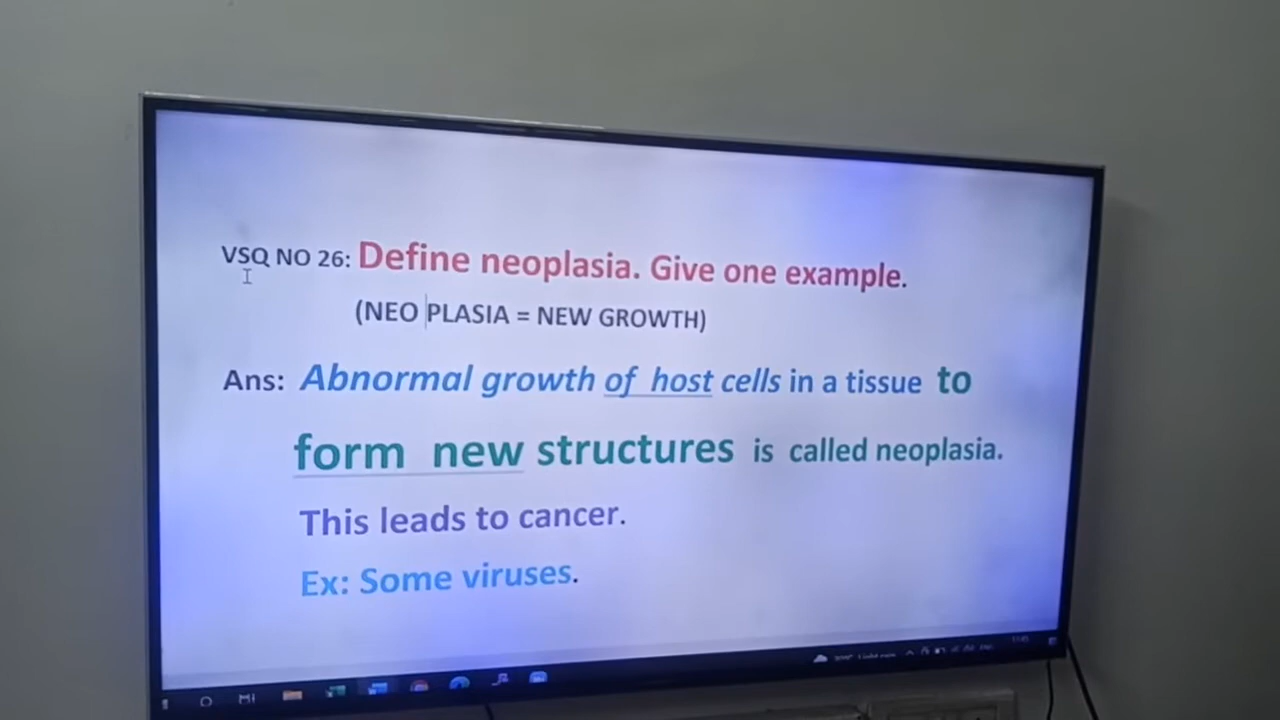 VSQ NO 26: Define neoplasia. Give one example.
(NEO PLASIA = NEW GROWTH)
Ans: Abnormal growth of host cells in a tissue to
form new structures is called neoplasia.
This leads to cancer.
Ex: Some viruses.